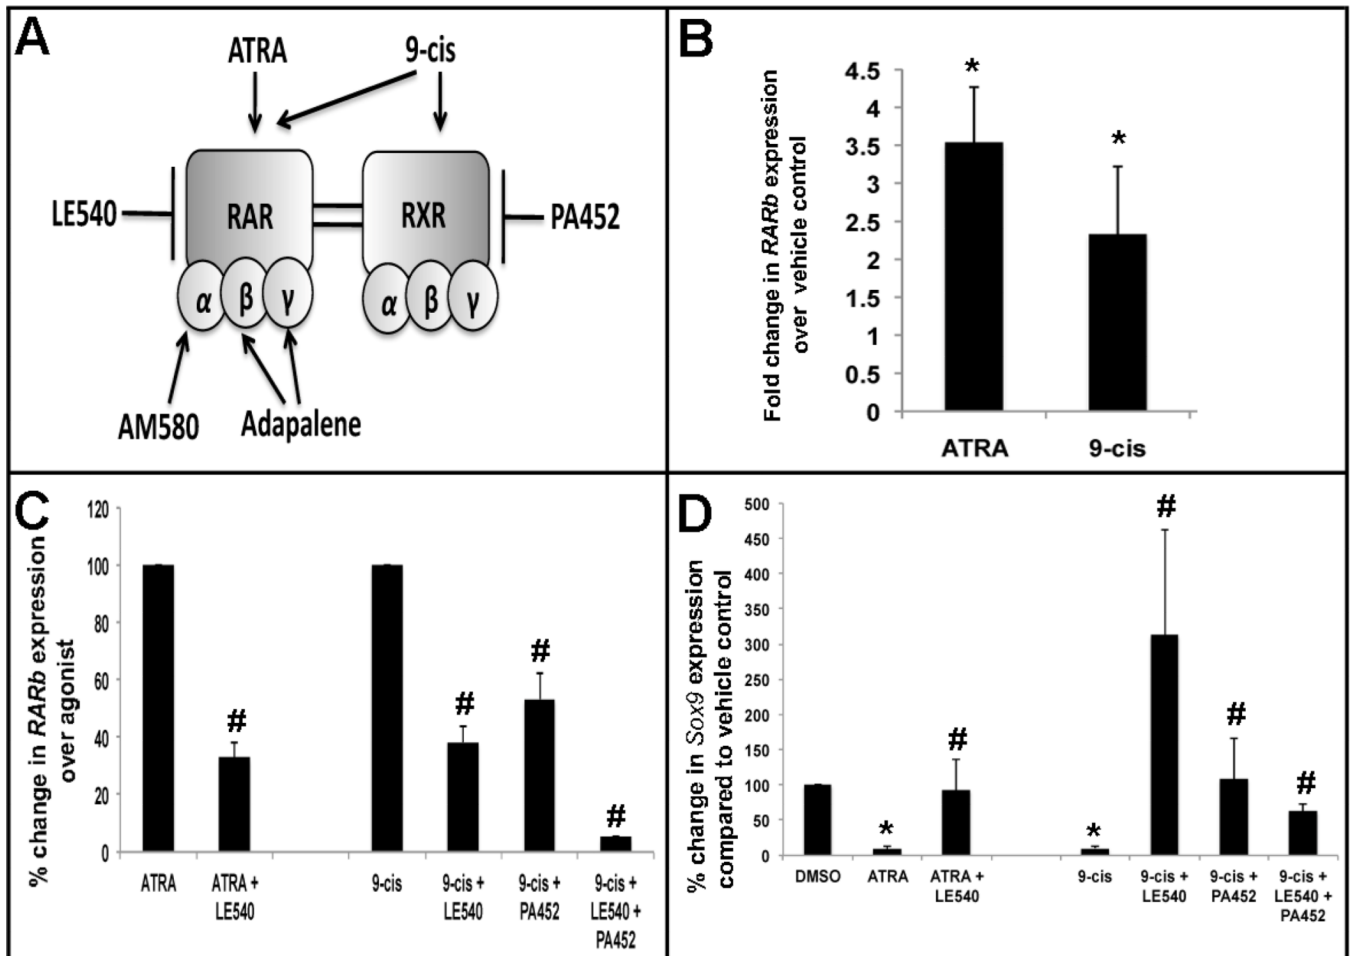 A
ATRA
9-cis
LE540
RAR
RXR
PA452
α
β
γ
α
β
γ
AM580
Adapalene
B
Fold change in RARb expression
over vehicle control
4.5
4
3.5
3
2.5
2
1.5
1
0.5
0
*
*
ATRA
9-cis
C
% change in RARb expression
over agonist
120
100
80
60
40
20
0
#
#
#
#
ATRA
ATRA +
LE540
9-cis
9-cis +
LE540
9-cis +
PA452
9-cis +
LE540 +
PA452
D
% change in Sox9 expression
compared to vehicle control
500
450
400
350
300
250
200
150
100
50
0
*
#
*
#
#
#
DMSO
ATRA
ATRA +
LE540
9-cis
9-cis +
LE540
9-cis +
PA452
9-cis +
LE540 +
PA452